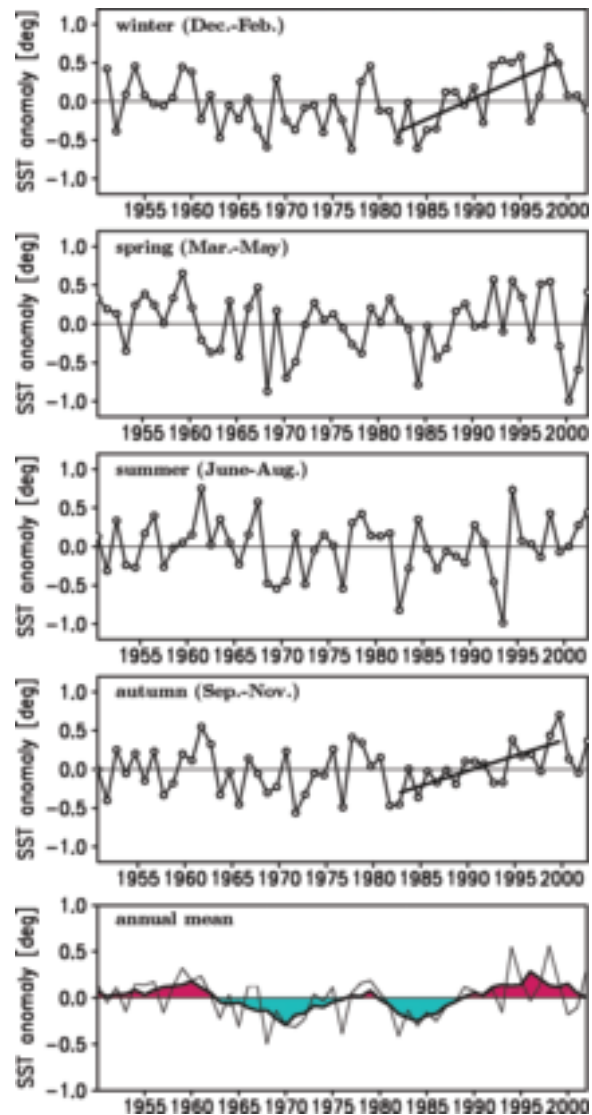 SST anomaly [deg]
winter (Dec.-Feb.)
1.0
0.5
0.0
-0.5
-1.0
1955 1960 1965 1970 1975 1980 1985 1990 1995 2000
SST anomaly [deg]
spring (Mar.-May)
1.0
0.5
0.0
-0.5
-1.0
1955 1960 1965 1970 1975 1980 1985 1990 1995 2000
SST anomaly [deg]
summer (June-Aug.)
1.0
0.5
0.0
-0.5
-1.0
1955 1960 1965 1970 1975 1980 1985 1990 1995 2000
SST anomaly [deg]
autumn (Sep.-Nov.)
1.0
0.5
0.0
-0.5
-1.0
1955 1960 1965 1970 1975 1980 1985 1990 1995 2000
SST anomaly [deg]
annual mean
1.0
0.5
0.0
-0.5
-1.0
1955 1960 1965 1970 1975 1980 1985 1990 1995 2000